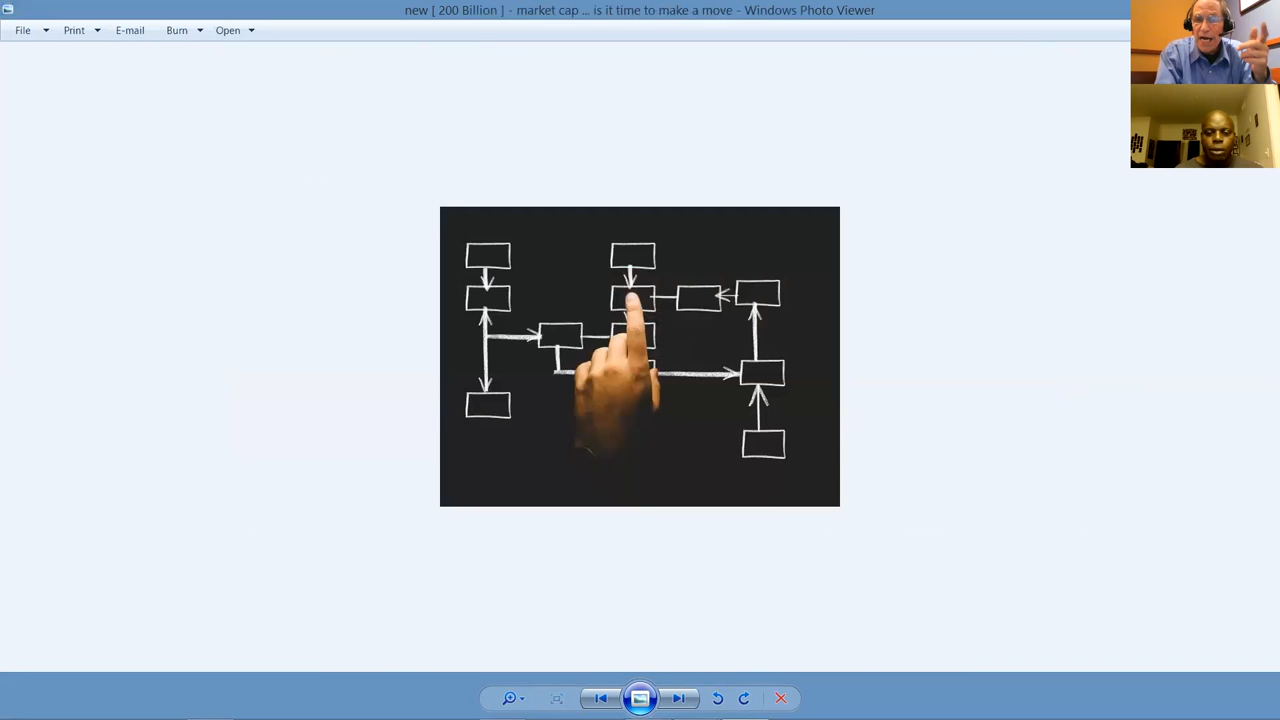 new [ 200 Billion ] - market cap ... is it time to make a move - Windows Photo Viewer
File Print E-mail Burn Open